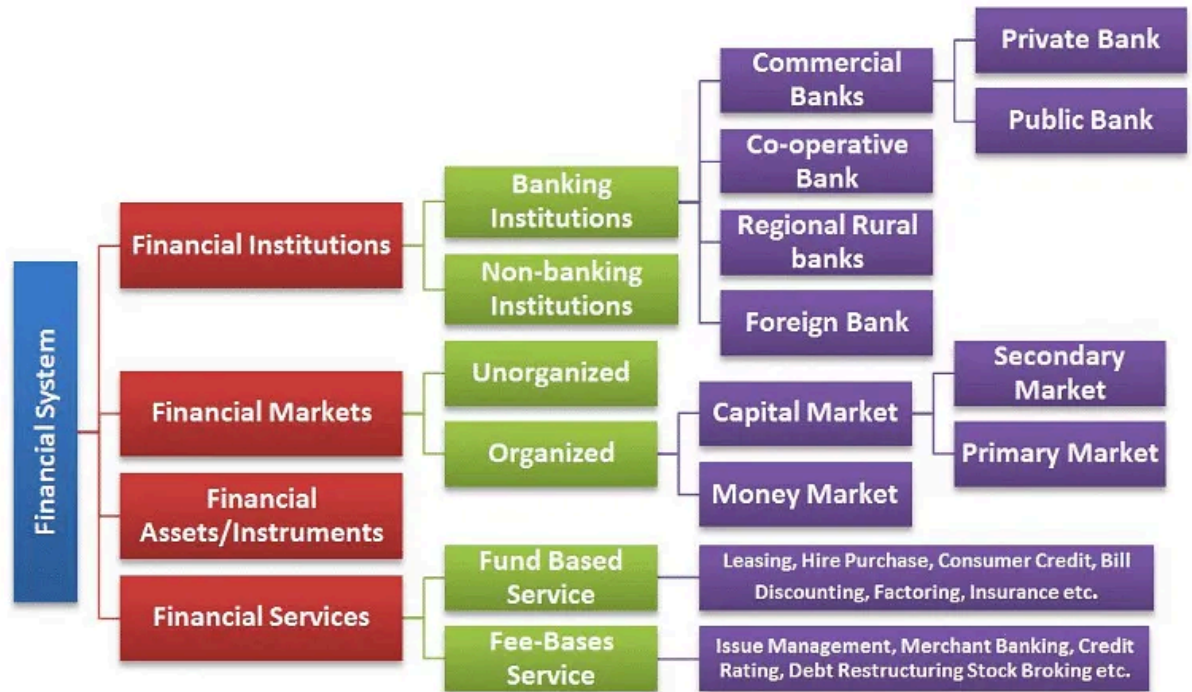 Financial System
Financial Institutions
Banking
Institutions
Commercial
Banks
Private Bank
Public Bank
Co-operative
Bank
Regional Rural
banks
Foreign Bank
Non-banking
Institutions
Financial Markets
Unorganized
Organized
Capital Market
Secondary
Market
Primary Market
Money Market
Financial
Assets/Instruments
Financial Services
Fund Based
Service
Leasing, Hire Purchase, Consumer Credit, Bill
Discounting, Factoring, Insurance etc.
Fee-Bases
Service
Issue Management, Merchant Banking, Credit
Rating, Debt Restructuring Stock Broking etc.